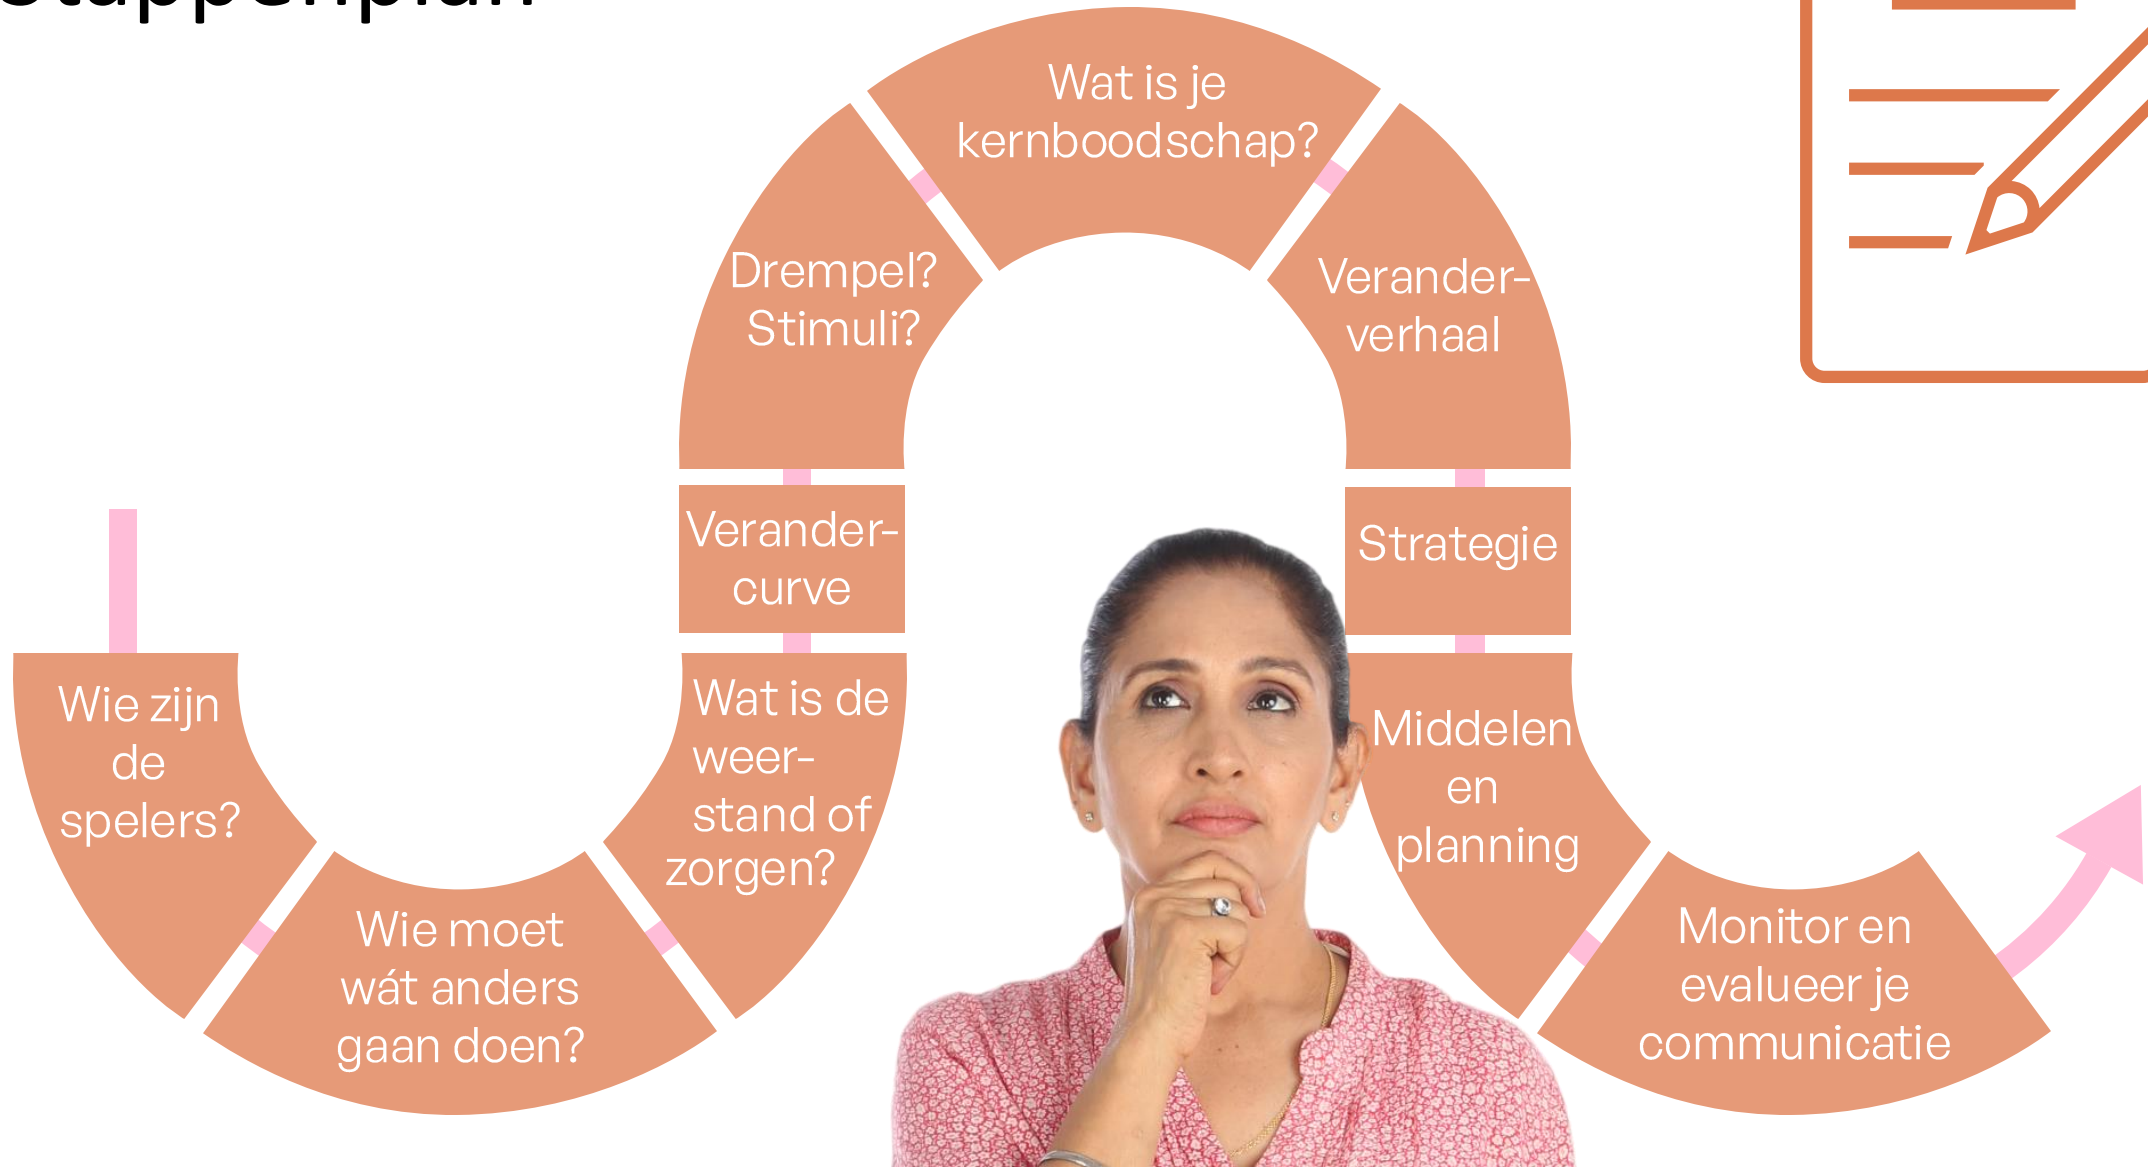 Stappenplan
Wie zijn
de
spelers?
Wie moet
wát anders
gaan doen?
Wat is de
weer-
stand of
zorgen?
Verander-
curve
Drempel?
Stimuli?
Wat is je
kernboodschap?
Verander-
verhaal
Strategie
Middelen
en
planning
Monitor en
evalueer je
communicatie